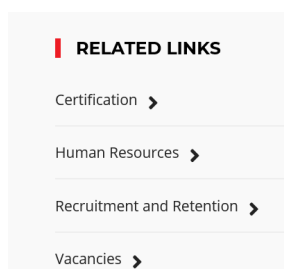 RELATED LINKS
Certification
Human Resources
Recruitment and Retention
Vacancies